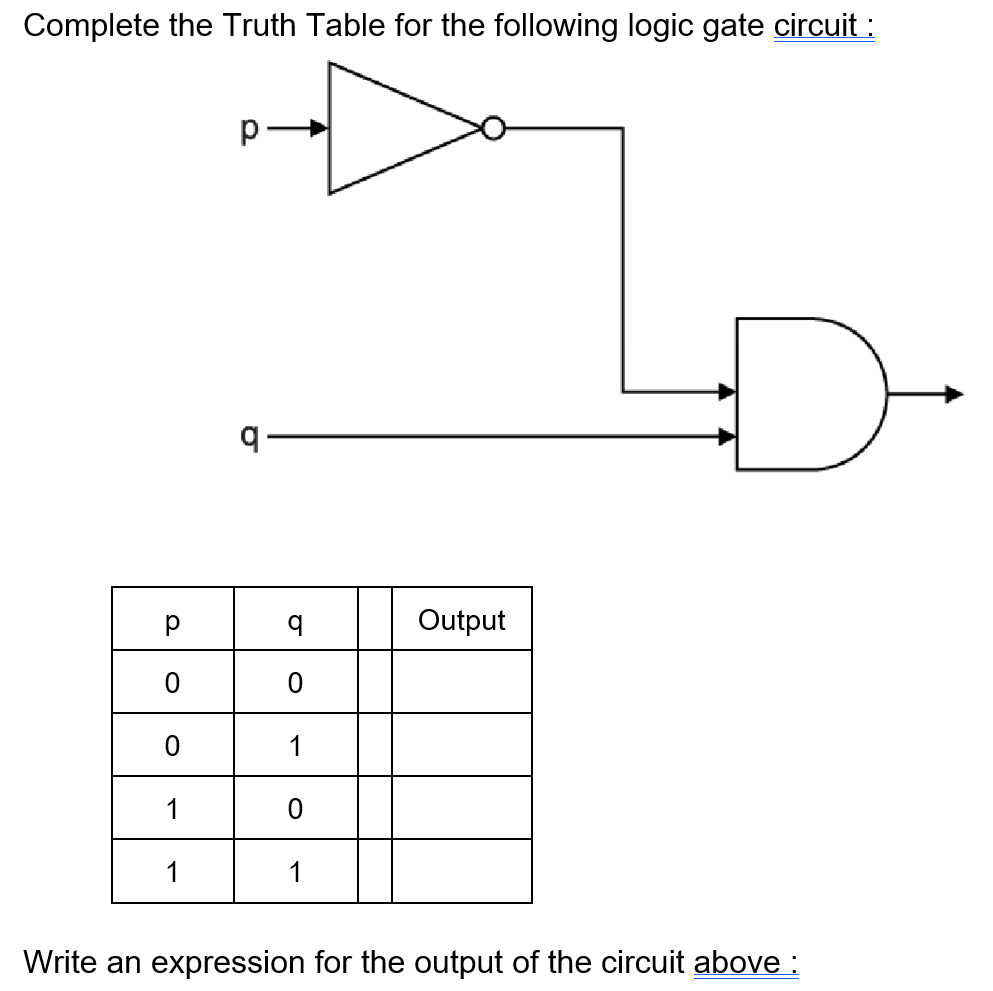 Complete the Truth Table for the following logic gate circuit :
p
q
p q Output
0 0
0 1
1 0
1 1
Write an expression for the output of the circuit above :